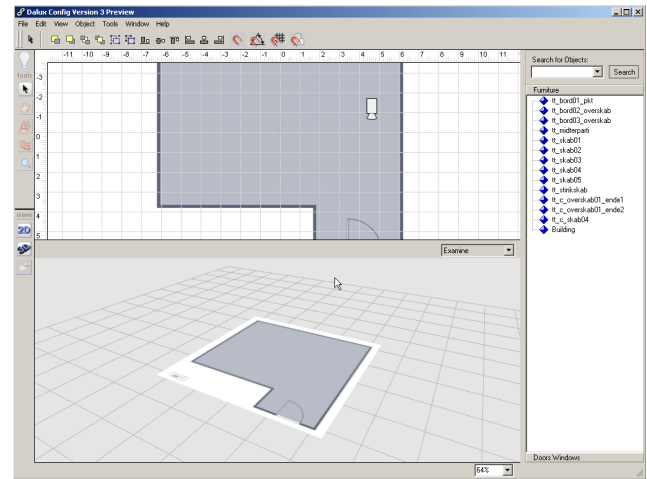 Dalux Config Version 3 Preview
File Edit View Object Tools Window Help
-11 -10 -9 -8 -7 -6 -5 -4 -3 -2 -1 0 1 2 3 4 5 6 7 8 9 10 11
tools
-3
-2
-1
0
1
2
3
4
5
A
views
2D
3D
Examine
64%
Search for Objects:
Search
Furniture
tt_bord01_pkt
tt_bord02_overskab
tt_bord03_overskab
tt_midterparti
tt_skab01
tt_skab02
tt_skab03
tt_skab04
tt_skab05
tt_stinkskab
tt_c_overskab01_ende1
tt_c_overskab01_ende2
tt_c_skab04
Building
Doors Windows